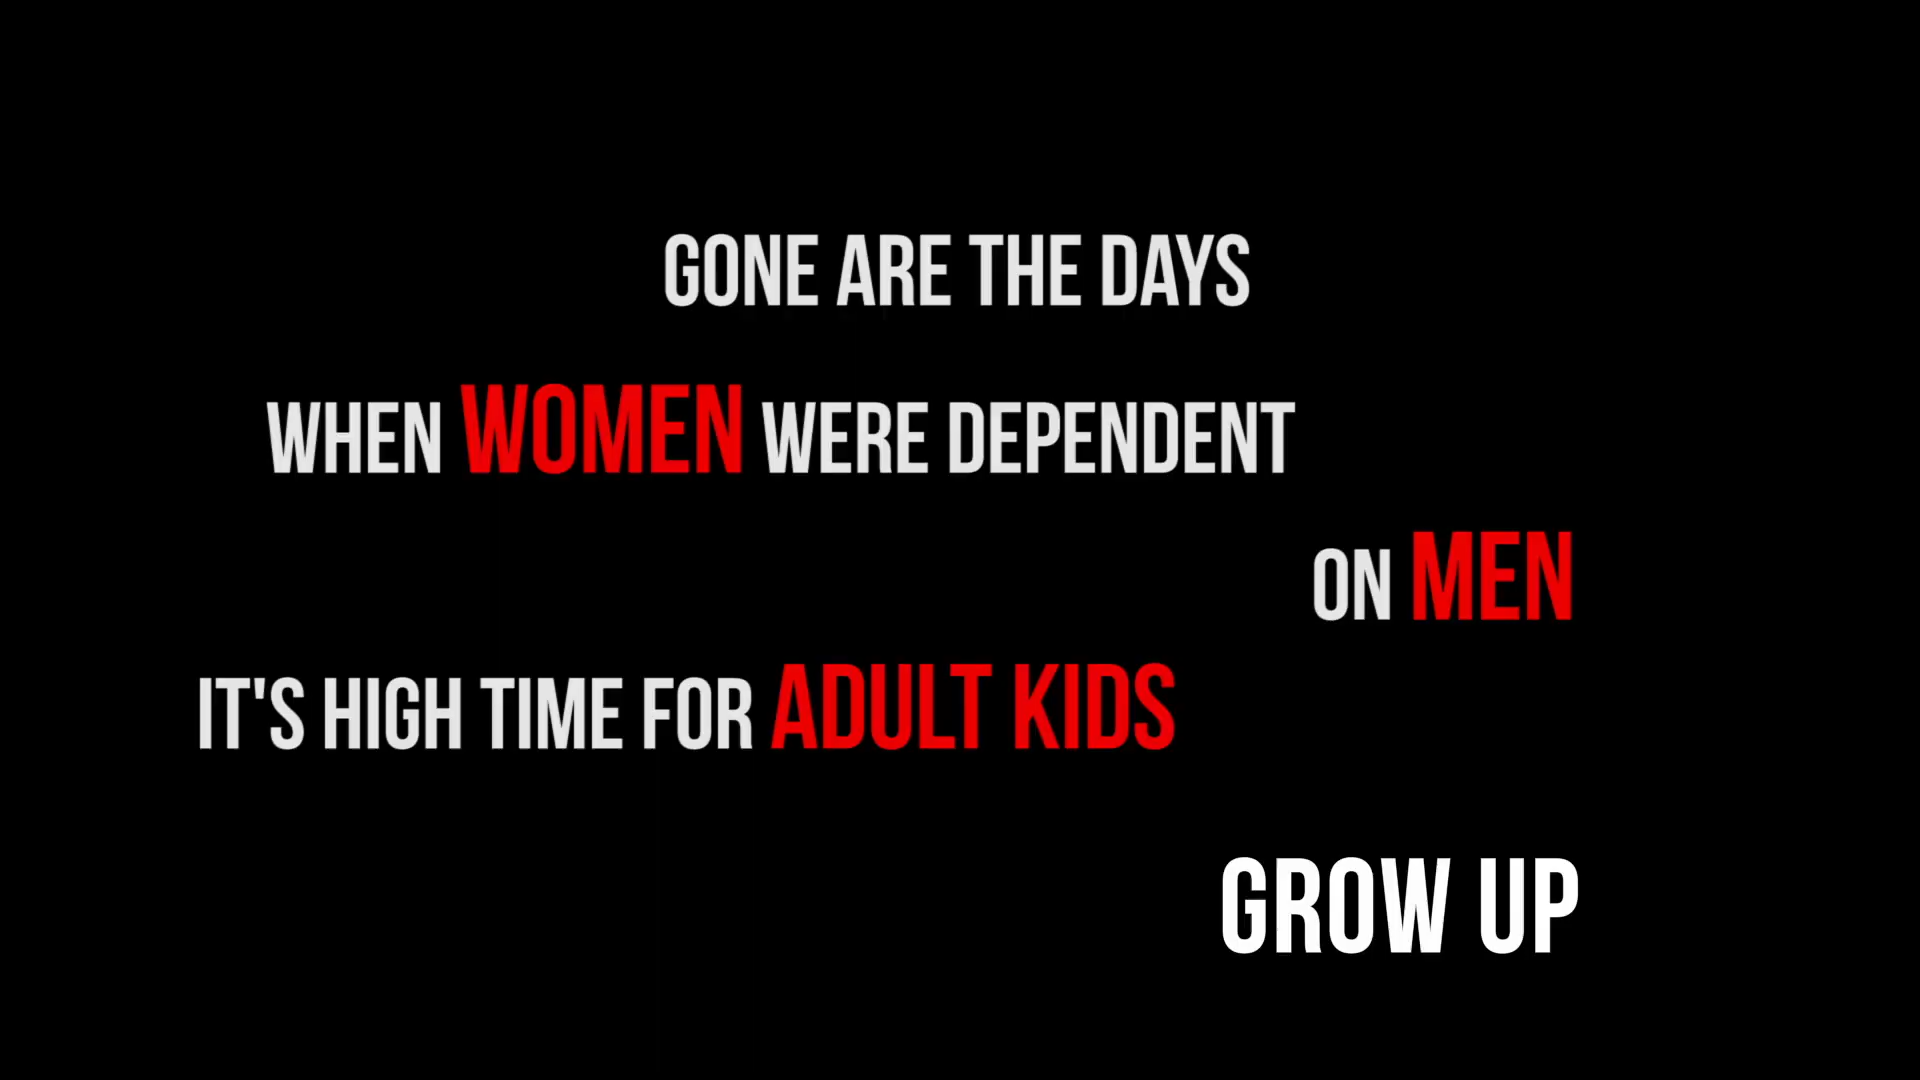 GONE ARE THE DAYS
WHEN WOMEN WERE DEPENDENT
ON MEN
IT'S HIGH TIME FOR ADULT KIDS
GROW UP